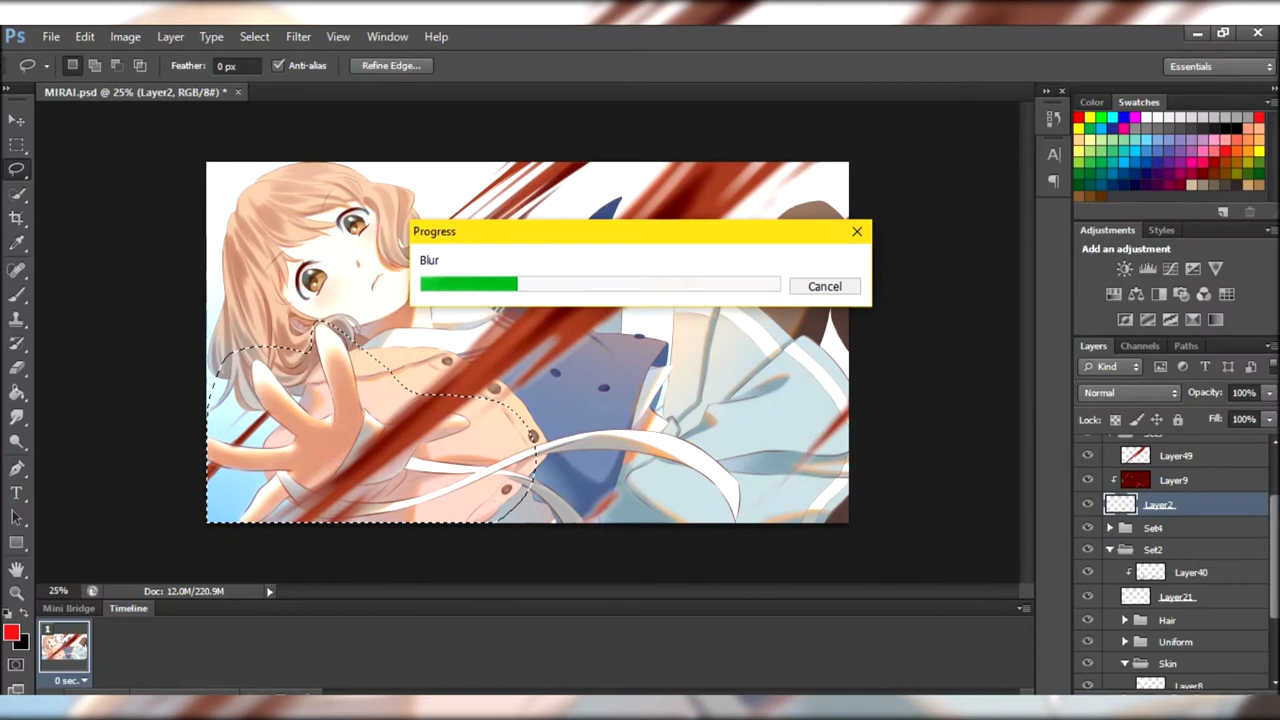 Ps File Edit Image Layer Type Select Filter View Window Help
Feather: 0 px Anti-alias Refine Edge... Essentials
MIRAI.psd @ 25% (Layer2, RGB/8#) * ×
Color Swatches
Progress
Blur
Cancel
Adjustments Styles
Add an adjustment
Layers Channels Paths
Kind
Normal Opacity: 100%
Lock: Fill: 100%
Layer49
Layer9
Layer2
Set4
Set2
Layer40
Layer21
Hair
Uniform
Skin
Layer8
25% Doc: 12.0M/220.9M
Mini Bridge Timeline
1
0 sec.